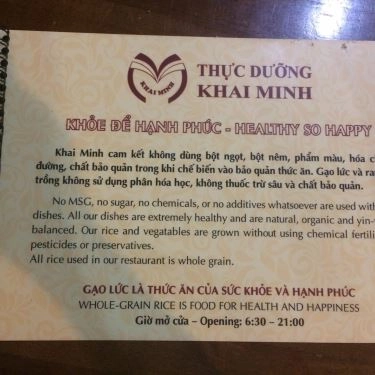 KHAI MINH
THỰC DƯỠNG
KHAI MINH
KHỎE ĐỂ HẠNH PHÚC - HEALTHY SO HAPPY
Khai Minh cam kết không dùng bột ngọt, bột nêm, phẩm màu, hóa c
đường, chất bảo quản trong khi chế biến vào bảo quản thức ăn. Gạo lức và ra
trồng không sử dụng phân hóa học, không thuốc trừ sâu và chất bảo quản.
No MSG, no sugar, no chemicals, or no additives whatsoever are used with
dishes. All our dishes are extremely healthy and are natural, organic and yin-
balanced. Our rice and vegatables are grown without using chemical fertili
pesticides or preservatives.
All rice used in our restaurant is whole grain.
GẠO LỨC LÀ THỨC ĂN CỦA SỨC KHỎE VÀ HẠNH PHÚC
WHOLE-GRAIN RICE IS FOOD FOR HEALTH AND HAPPINESS
Giờ mở cửa – Opening: 6:30 - 21:00